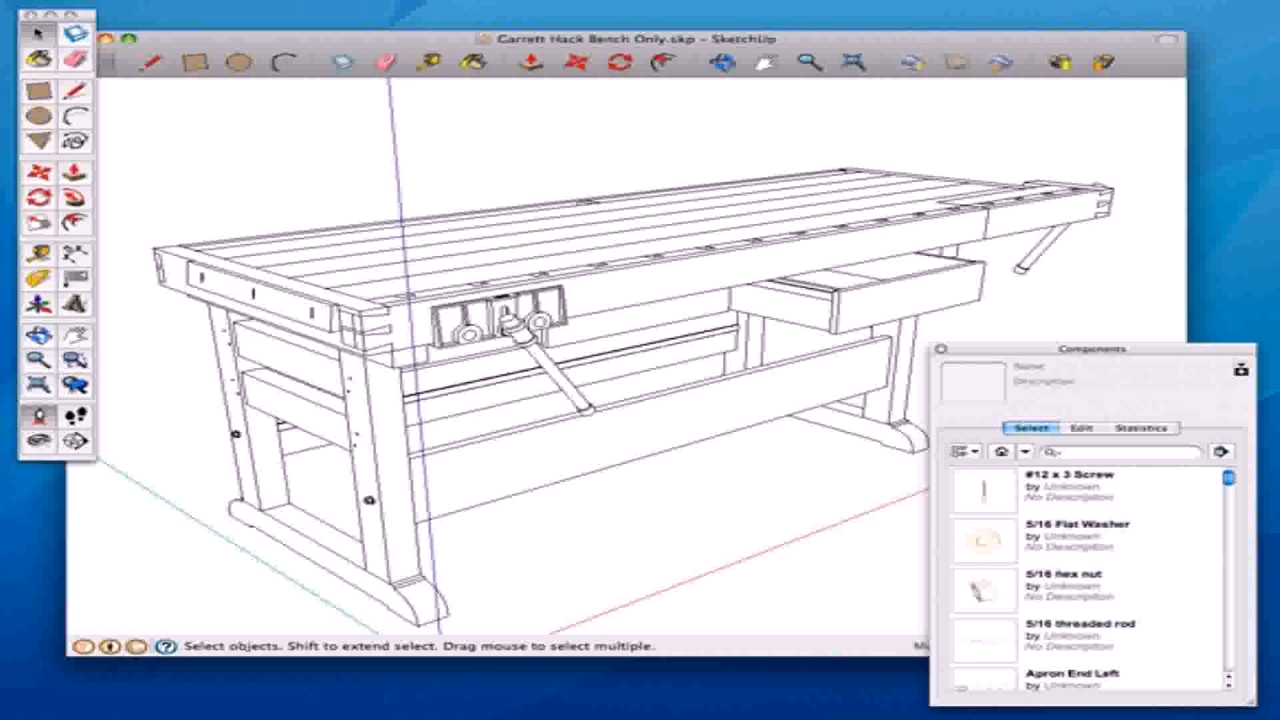 Garrett Hack Bench Only.skp - SketchUp
Components
Name:
Description:
Select Edit Statistics
#12 x 3 Screw
by Unknown
No Description
5/16 Flat Washer
by Unknown
No Description
5/16 hex nut
by Unknown
No Description
5/16 threaded rod
by Unknown
No Description
Apron End Left
by Unknown
Select objects. Shift to extend select. Drag mouse to select multiple.